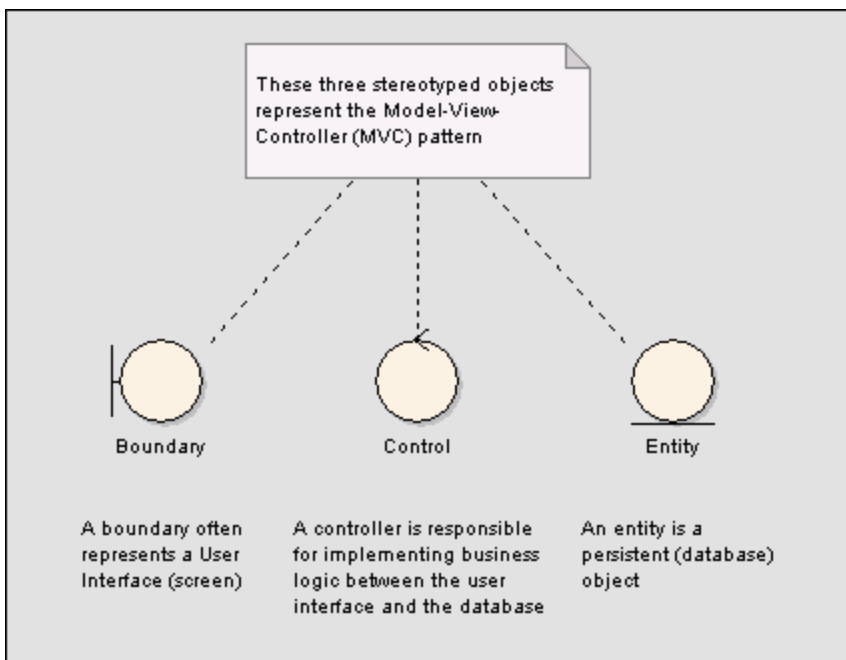 These three stereotyped objects
represent the Model-View-
Controller (MVC) pattern
Boundary
Control
Entity
A boundary often
represents a User
Interface (screen)
A controller is responsible
for implementing business
logic between the user
interface and the database
An entity is a
persistent (database)
object